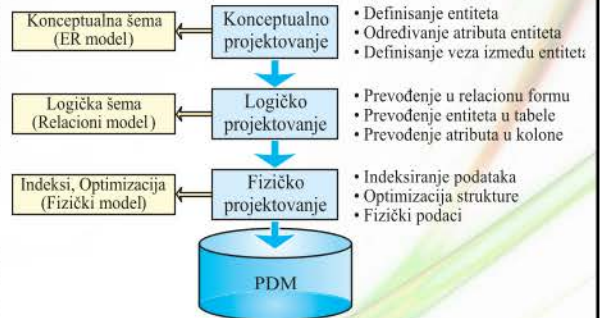 Konceptualna šema
(ER model)
Konceptualno
projektovanje
• Definisanje entiteta
• Određivanje atributa entiteta
• Definisanje veza između entiteta
Logička šema
(Relacioni model)
Logičko
projektovanje
• Prevođenje u relacionu formu
• Prevođenje entiteta u tabele
• Prevođenje atributa u kolone
Indeksi, Optimizacija
(Fizički model)
Fizičko
projektovanje
• Indeksiranje podataka
• Optimizacija strukture
• Fizički podaci
PDM